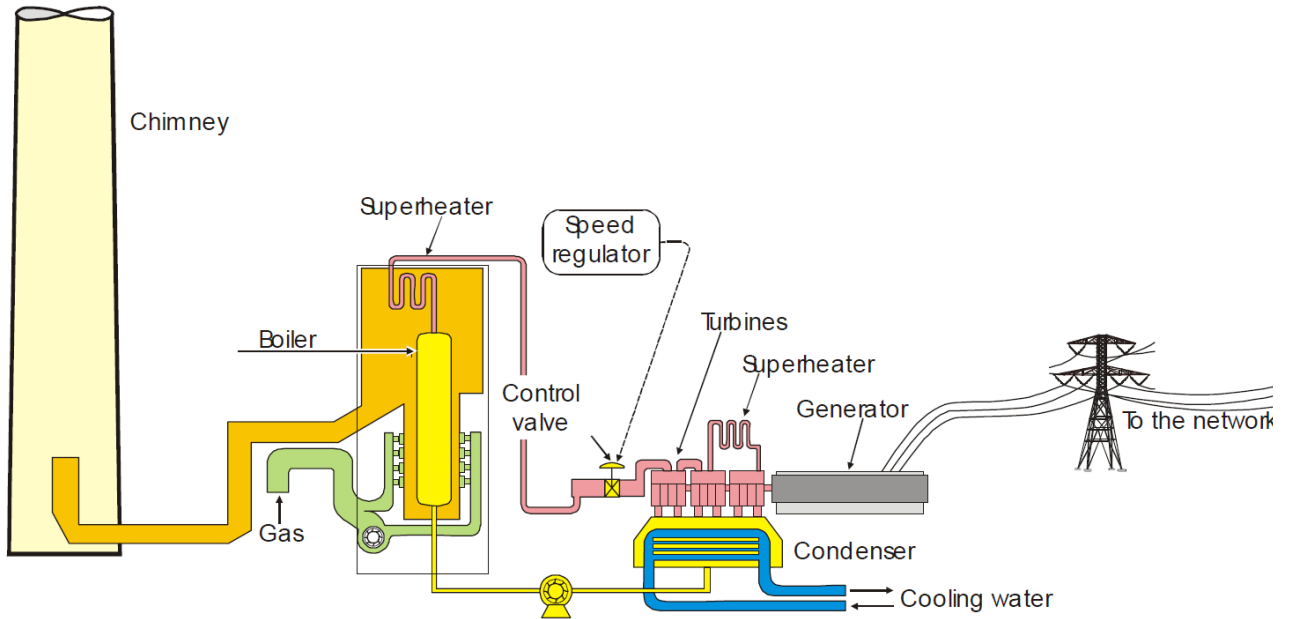 Chimney
Superheater
Speed
regulator
Boiler
Turbines
Superheater
Control
valve
Generator
To the network
Gas
Condenser
Cooling water